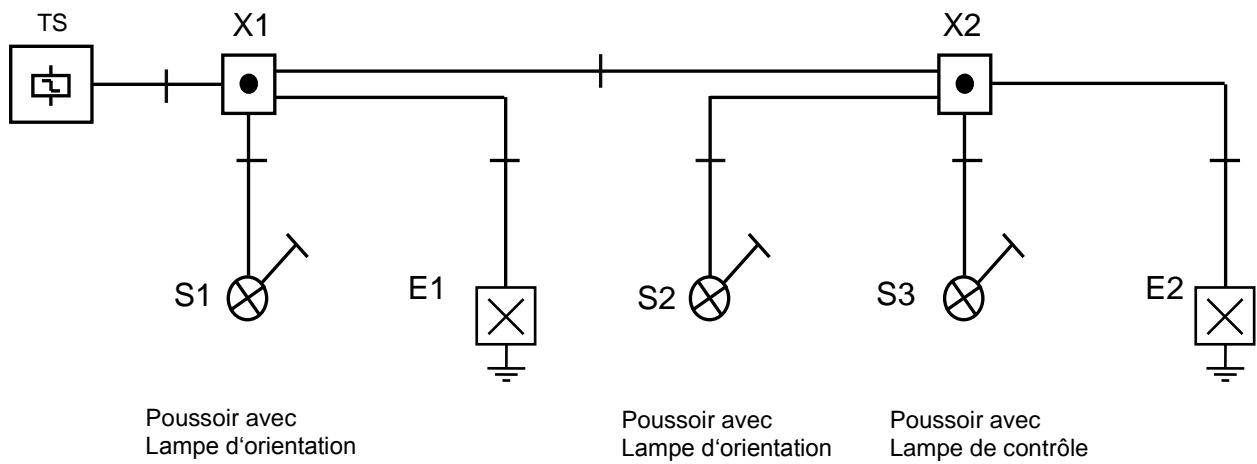 TS
X1
X2
S1
E1
S2
S3
E2
Poussoir avec
Lampe d‘orientation
Poussoir avec
Lampe d‘orientation
Poussoir avec
Lampe de contrôle